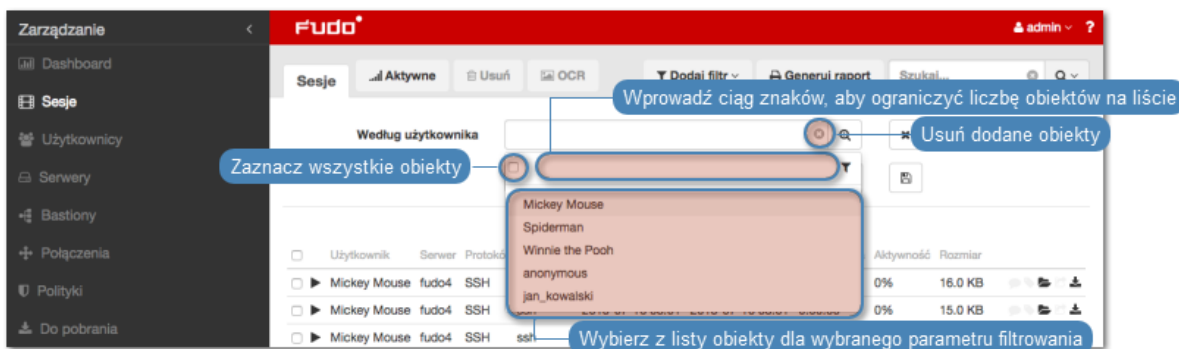 Zarządzanie
Fudo
admin
?
Dashboard
Sesje
Użytkownicy
Serwery
Bastiony
Połączenia
Polityki
Do pobrania
Sesje
Aktywne
Usuń
OCR
Dodaj filtr
Generuj raport
Szukaj...
Wprowadź ciąg znaków, aby ograniczyć liczbę obiektów na liście
Według użytkownika
Usuń dodane obiekty
Zaznacz wszystkie obiekty
Mickey Mouse
Spiderman
Winnie the Pooh
anonymous
jan_kowalski
Użytkownik Serwer Aktywność Rozmiar
Mickey Mouse fudo4 SSH 0% 16.0 KB
Mickey Mouse fudo4 SSH 0% 15.0 KB
Mickey Mouse fudo4 SSH ssh
Wybierz z listy obiekty dla wybranego parametru filtrowania